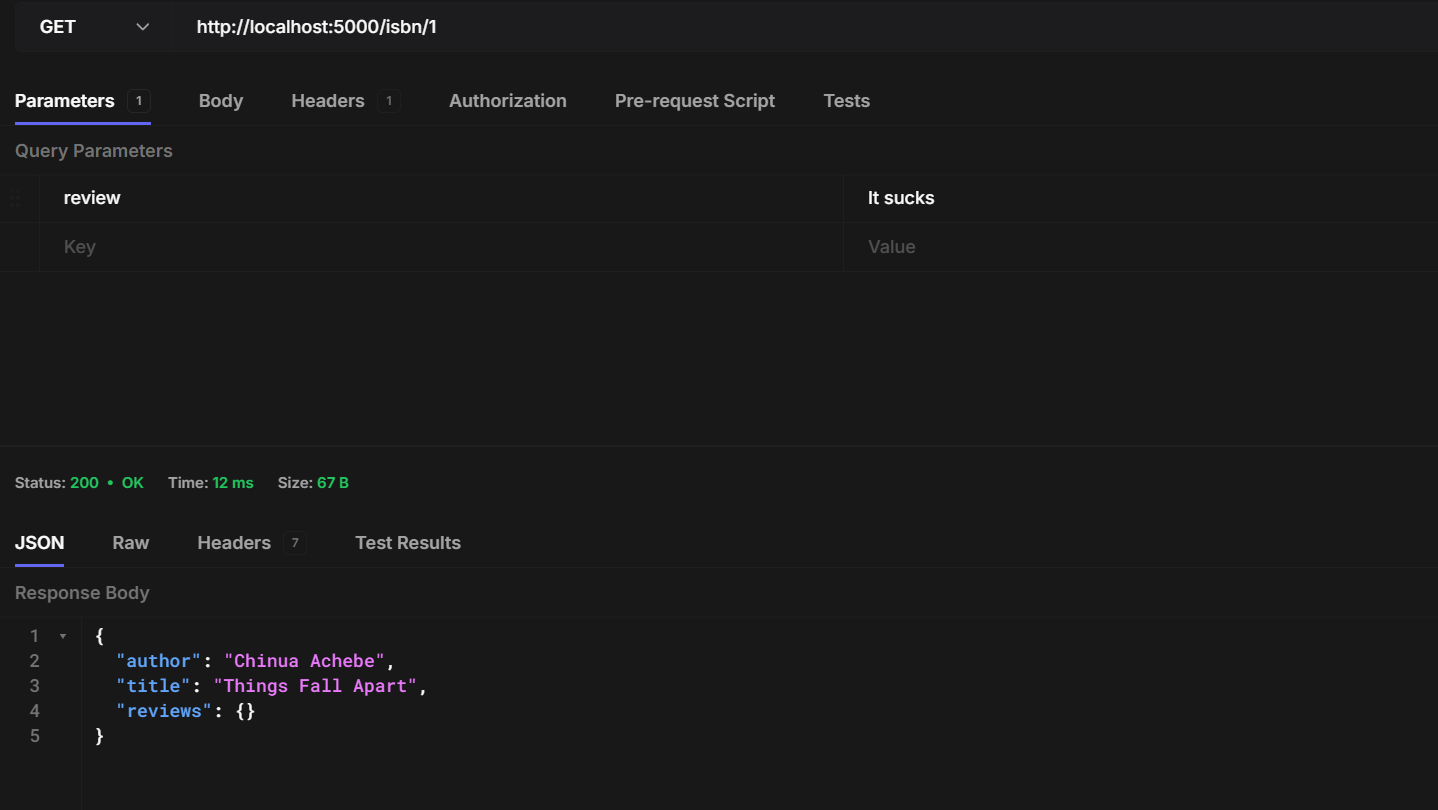 GET http://localhost:5000/isbn/1
Parameters 1 Body Headers 1 Authorization Pre-request Script Tests
Query Parameters
review It sucks
Key Value
Status: 200 • OK Time: 12 ms Size: 67 B
JSON Raw Headers 7 Test Results
Response Body
1 {
2 "author": "Chinua Achebe",
3 "title": "Things Fall Apart",
4 "reviews": {}
5 }